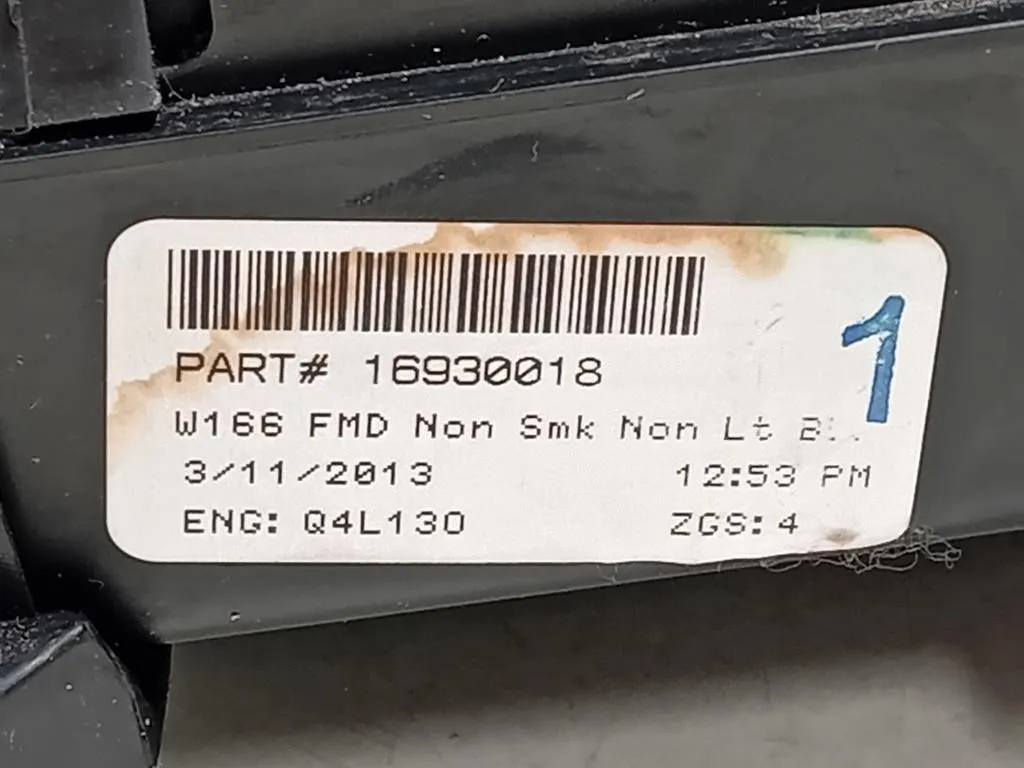 PART# 16930018
1
W166 FMD Non Smk Non Lt
3/11/2013 12:53 PM
ENG: Q4L130 ZGS: 4